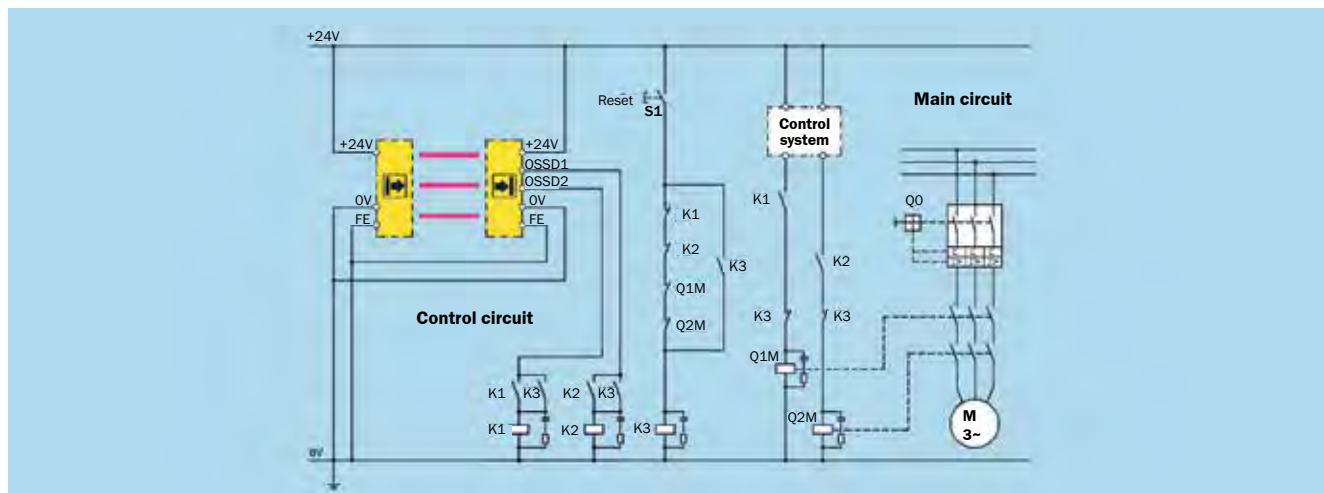 +24V
Reset
S1
Main circuit
Control
system
+24V
+24V
OSSD1
OSSD2
0V
0V
FE
FE
K1
K1
Q0
K2
K2
K3
Q1M
K3
K3
Q2M
Control circuit
Q1M
K1
K3
K2
K3
Q2M
M
3~
K1
K2
K3
0V